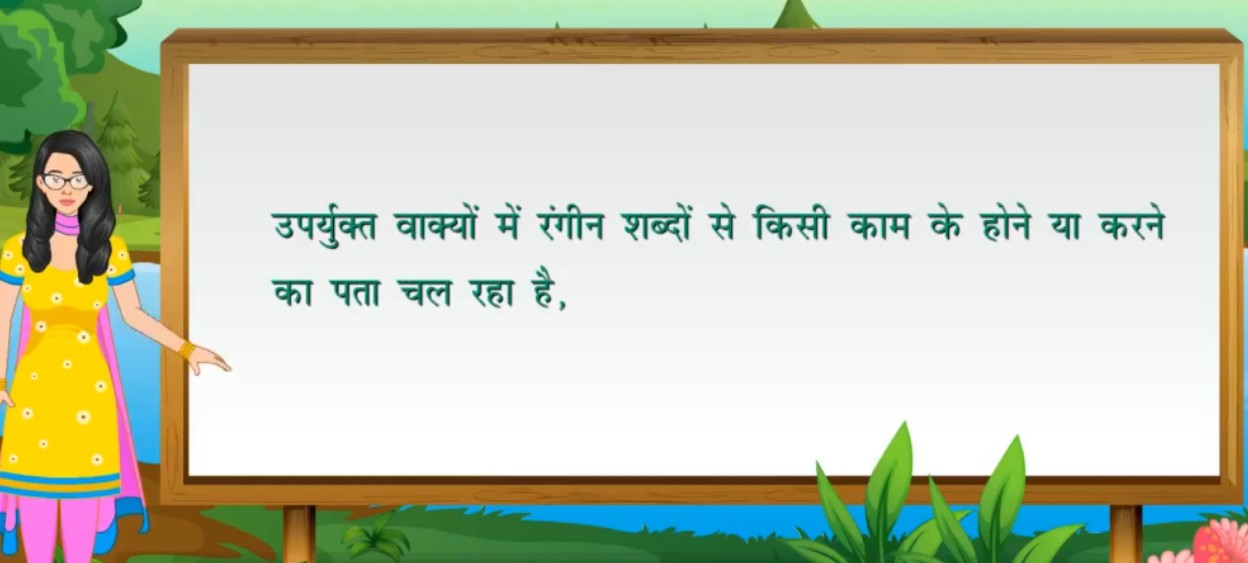 उपर्युक्त वाक्यों में रंगीन शब्दों से किसी काम के होने या करने
का पता चल रहा है,